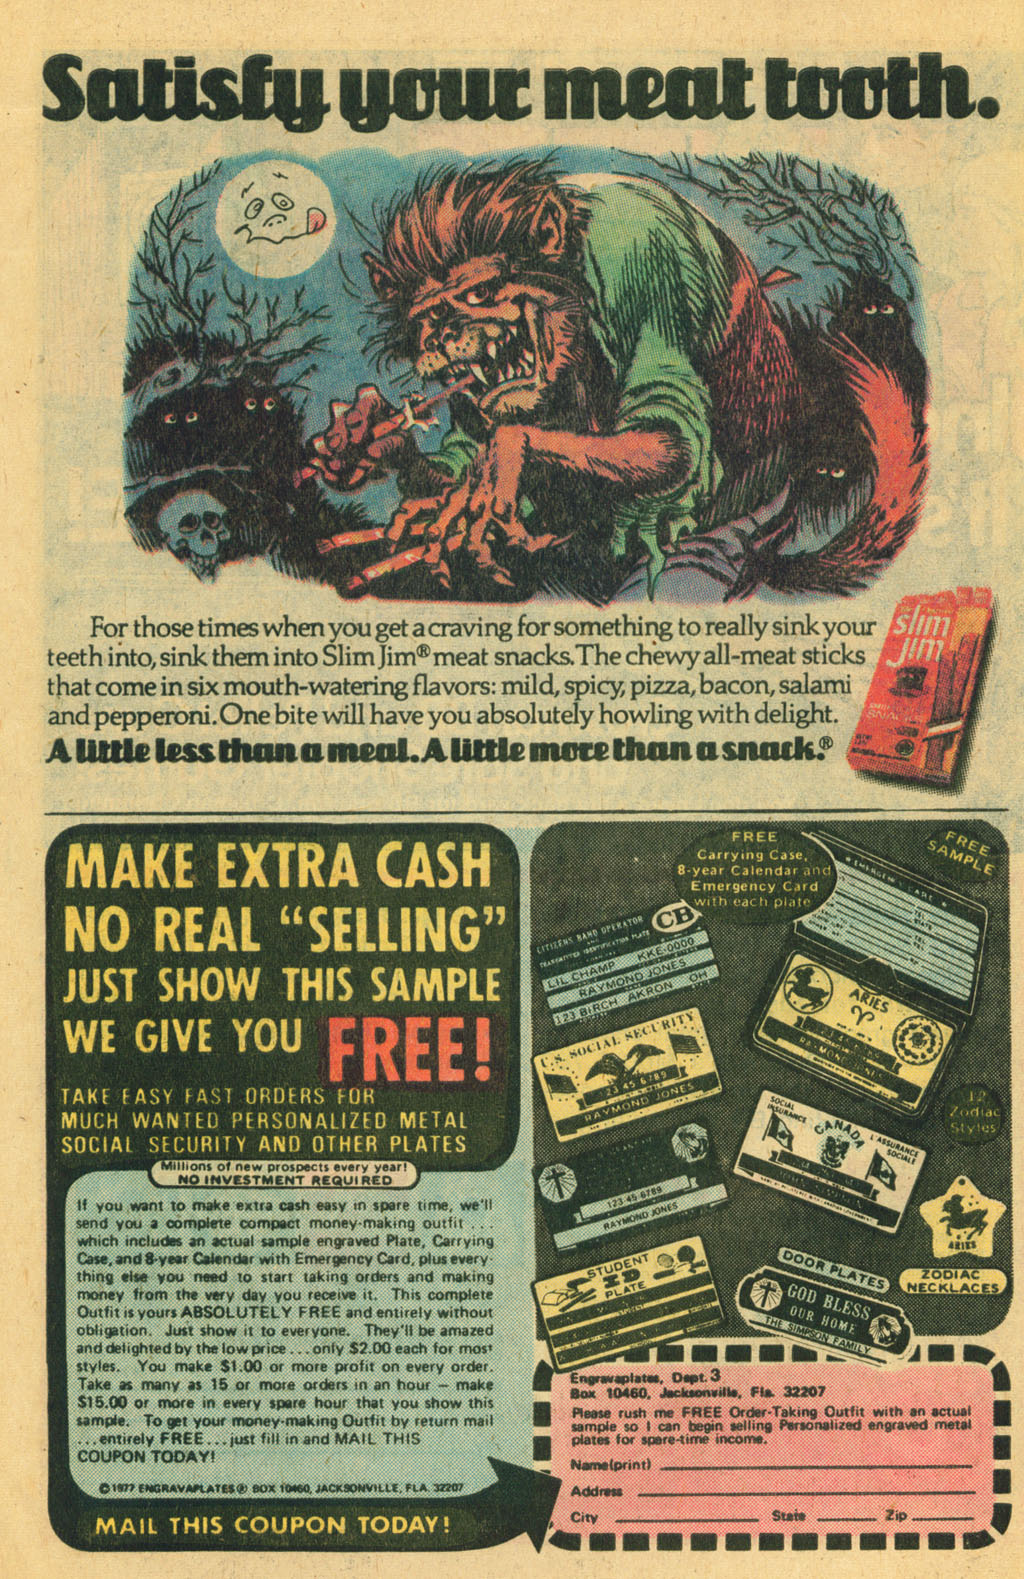 Satisfy your meat tooth.
For those times when you get a craving for something to really sink your
teeth into, sink them into Slim Jim® meat snacks. The chewy all-meat sticks
that come in six mouth-watering flavors: mild, spicy, pizza, bacon, salami
and pepperoni. One bite will have you absolutely howling with delight.
A little less than a meal. A little more than a snack.®
slim
jim
MAKE EXTRA CASH
NO REAL “SELLING”
JUST SHOW THIS SAMPLE
WE GIVE YOU FREE!
TAKE EASY FAST ORDERS FOR
MUCH WANTED PERSONALIZED METAL
SOCIAL SECURITY AND OTHER PLATES
Millions of new prospects every year!
NO INVESTMENT REQUIRED
If you want to make extra cash easy in spare time, we'll
send you a complete compact money-making outfit . . .
which includes an actual sample engraved Plate, Carrying
Case, and 8-year Calendar with Emergency Card, plus every-
thing else you need to start taking orders and making
money from the very day you receive it. This complete
Outfit is yours ABSOLUTELY FREE and entirely without
obligation. Just show it to everyone. They'll be amazed
and delighted by the low price . . . only $2.00 each for most
styles. You make $1.00 or more profit on every order.
Take as many as 15 or more orders in an hour — make
$15.00 or more in every spare hour that you show this
sample. To get your money-making Outfit by return mail
. . . entirely FREE . . . just fill in and MAIL THIS
COUPON TODAY!
© 1977 ENGRAVAPLATES ® BOX 10460, JACKSONVILLE, FLA. 32207
MAIL THIS COUPON TODAY!
FREE
Carrying Case,
8-year Calendar and
Emergency Card
with each plate
FREE
SAMPLE
CITIZENS BAND OPERATOR
CB
TRANSMITTER IDENTIFICATION PLATE
LIL CHAMP KKE-0000
RAYMOND JONES
123 BIRCH AKRON OH
ARIES
RAYMOND JONES
U.S. SOCIAL SECURITY
123-45-6789
RAYMOND JONES
12
Zodiac
Styles
SOCIAL
INSURANCE
CANADA
L'ASSURANCE
SOCIALE
123-45-6789
RAYMOND JONES
ARIES
ZODIAC
NECKLACES
STUDENT
ID
PLATE
DOOR PLATES
GOD BLESS
OUR HOME
THE SIMPSON FAMILY
Engravaplates, Dept. 3
Box 10460, Jacksonville, Fla. 32207
Please rush me FREE Order-Taking Outfit with an actual
sample so I can begin selling Personalized engraved metal
plates for spare-time income.
Name(print)
Address
City State Zip